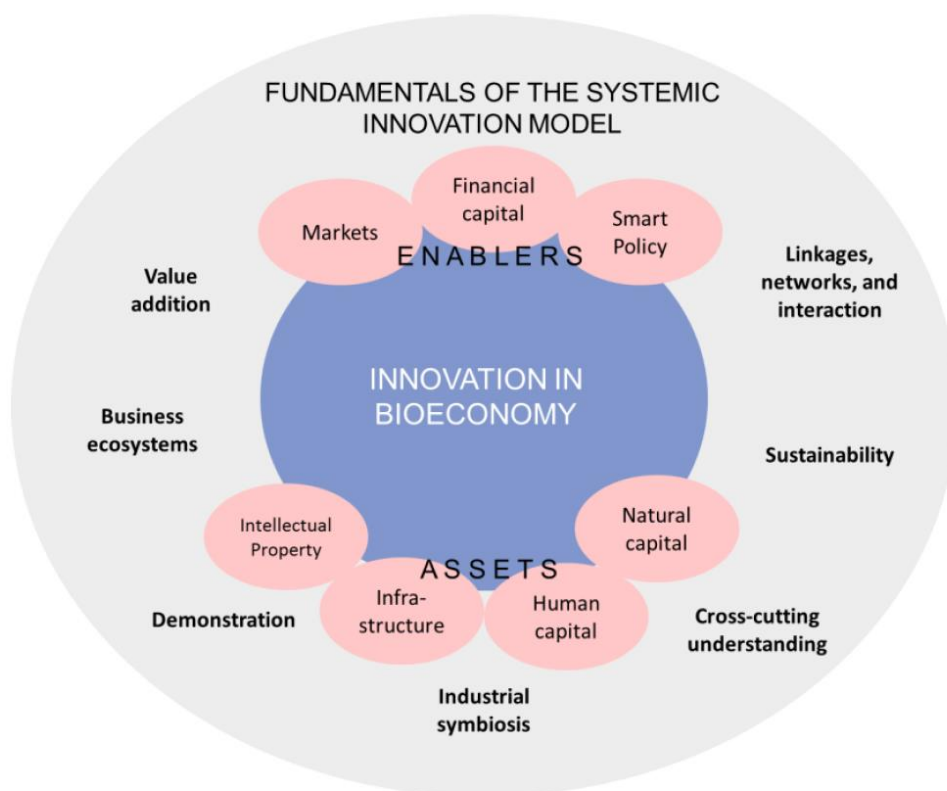 FUNDAMENTALS OF THE SYSTEMIC
INNOVATION MODEL
Financial
capital
Markets
Smart
Policy
ENABLERS
Value
addition
Linkages,
networks, and
interaction
INNOVATION IN
BIOECONOMY
Business
ecosystems
Sustainability
Intellectual
Property
Natural
capital
ASSETS
Infra-
structure
Human
capital
Demonstration
Cross-cutting
understanding
Industrial
symbiosis